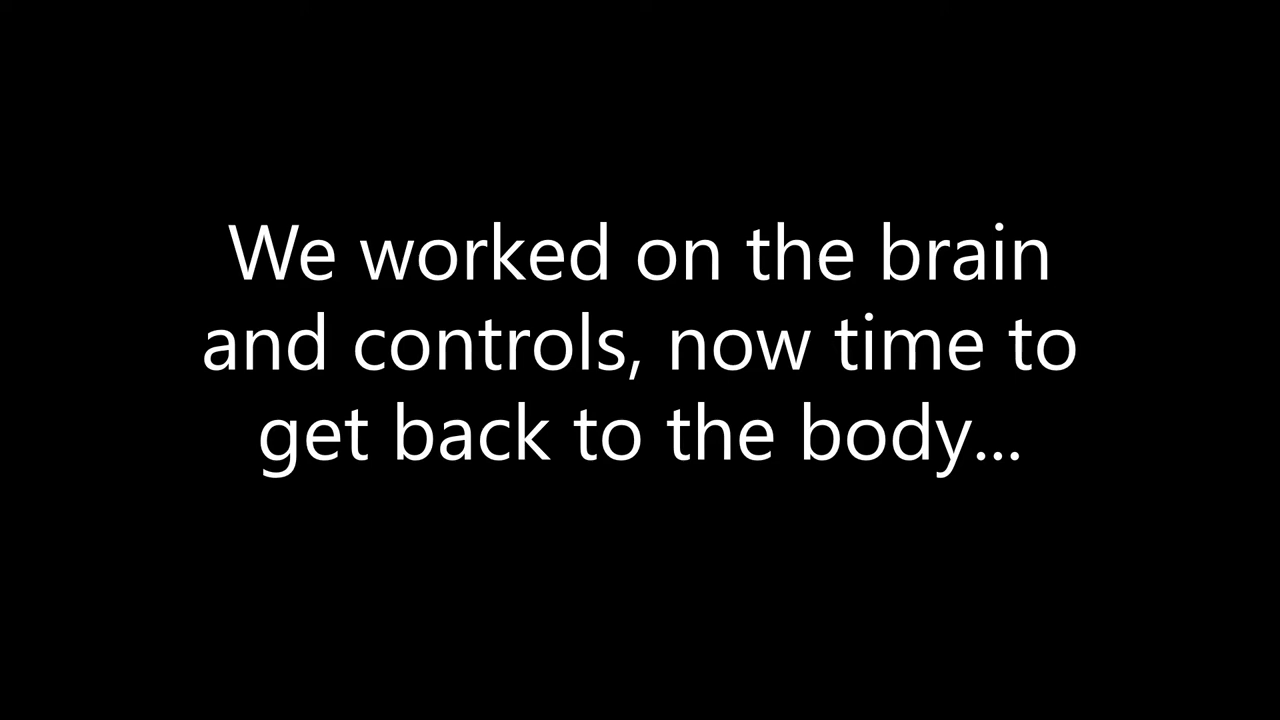 We worked on the brain
and controls, now time to
get back to the body...